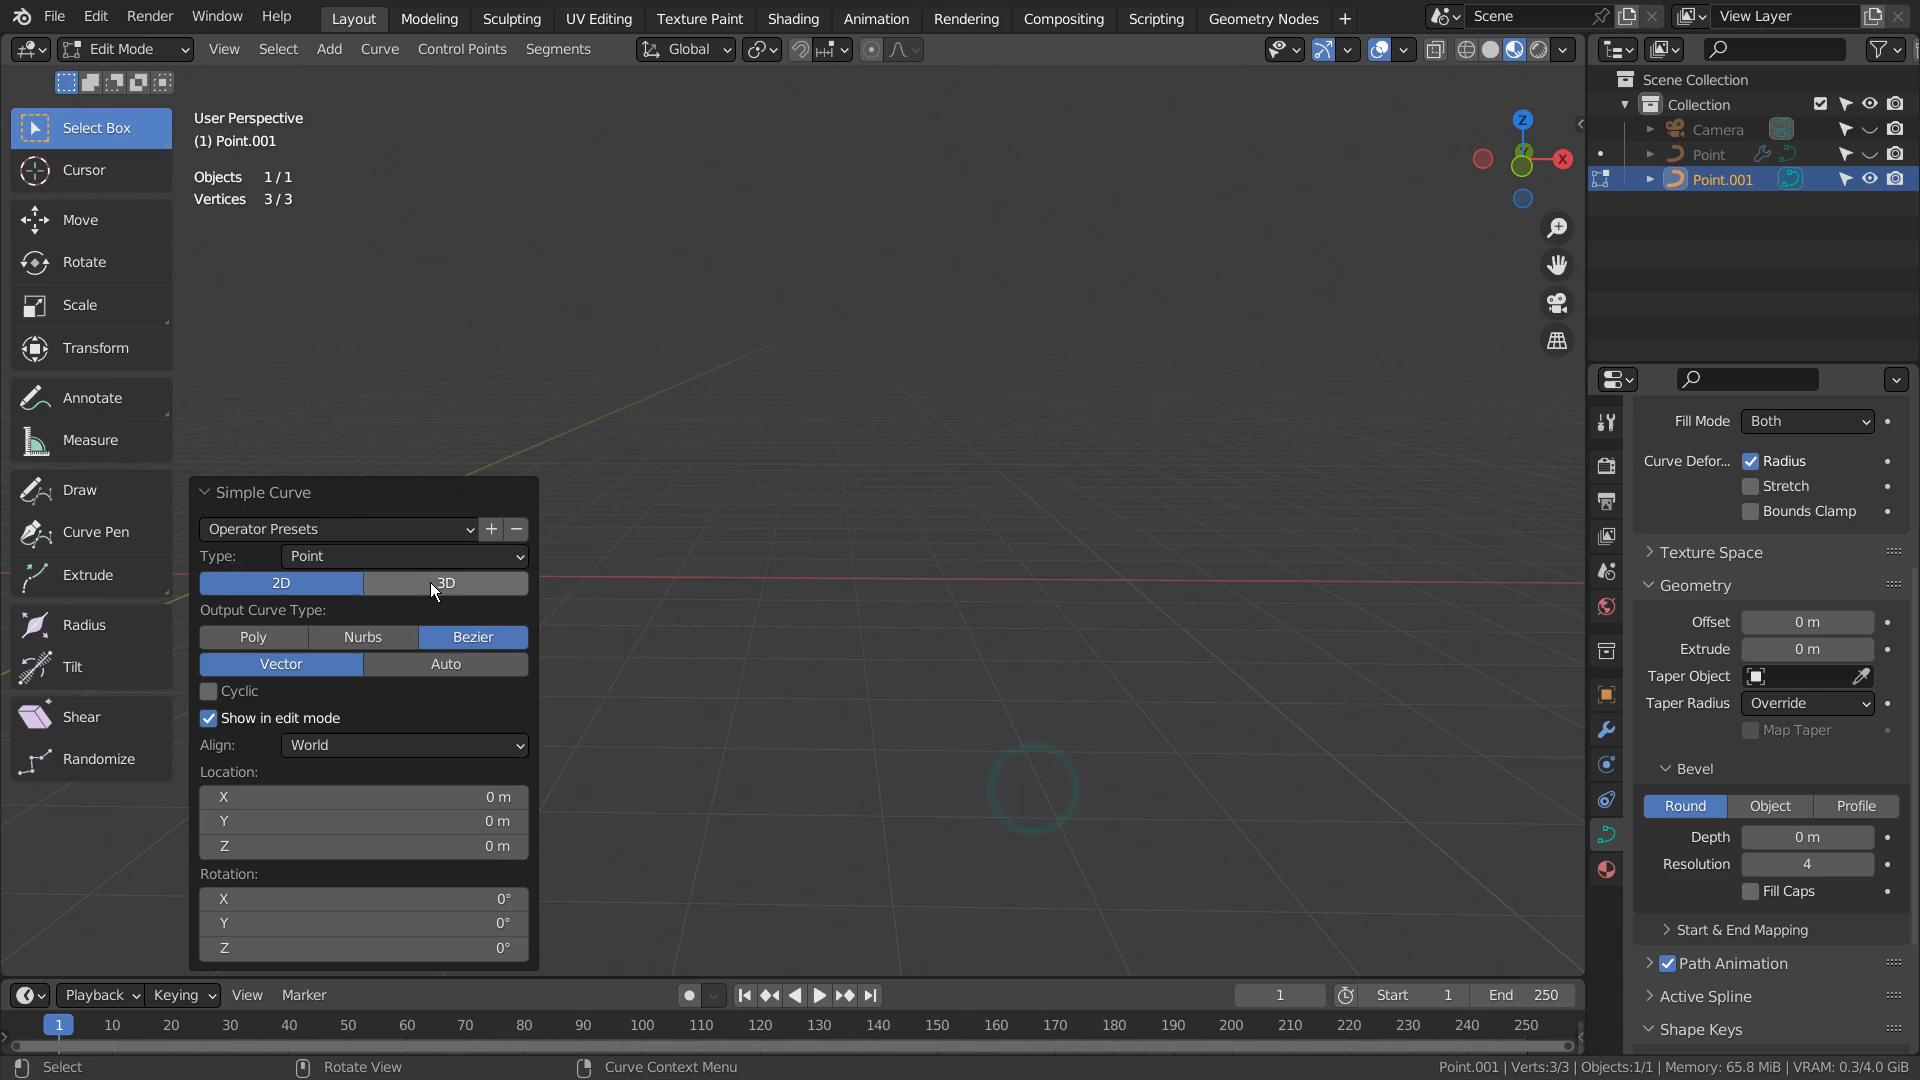 File Edit Render Window Help Layout Modeling Sculpting UV Editing Texture Paint Shading Animation Rendering Compositing Scripting Geometry Nodes + Scene View Layer
Edit Mode View Select Add Curve Control Points Segments Global
Scene Collection
Collection
Camera
Point
Point.001
Select Box
Cursor
Move
Rotate
Scale
Transform
Annotate
Measure
Draw
Curve Pen
Extrude
Radius
Tilt
Shear
Randomize
User Perspective
(1) Point.001
Objects 1 / 1
Vertices 3 / 3
Z
X
Simple Curve
Operator Presets
Type: Point
2D 3D
Output Curve Type:
Poly Nurbs Bezier
Vector Auto
Cyclic
Show in edit mode
Align: World
Location:
X 0 m
Y 0 m
Z 0 m
Rotation:
X 0°
Y 0°
Z 0°
Fill Mode Both
Curve Defor... Radius
Stretch
Bounds Clamp
Texture Space
Geometry
Offset 0 m
Extrude 0 m
Taper Object
Taper Radius Override
Map Taper
Bevel
Round Object Profile
Depth 0 m
Resolution 4
Fill Caps
Start & End Mapping
Path Animation
Active Spline
Shape Keys
Playback Keying View Marker 1 Start 1 End 250
1 10 20 30 40 50 60 70 80 90 100 110 120 130 140 150 160 170 180 190 200 210 220 230 240 250
Select Rotate View Curve Context Menu Point.001 | Verts:3/3 | Objects:1/1 | Memory: 65.8 MiB | VRAM: 0.3/4.0 GiB